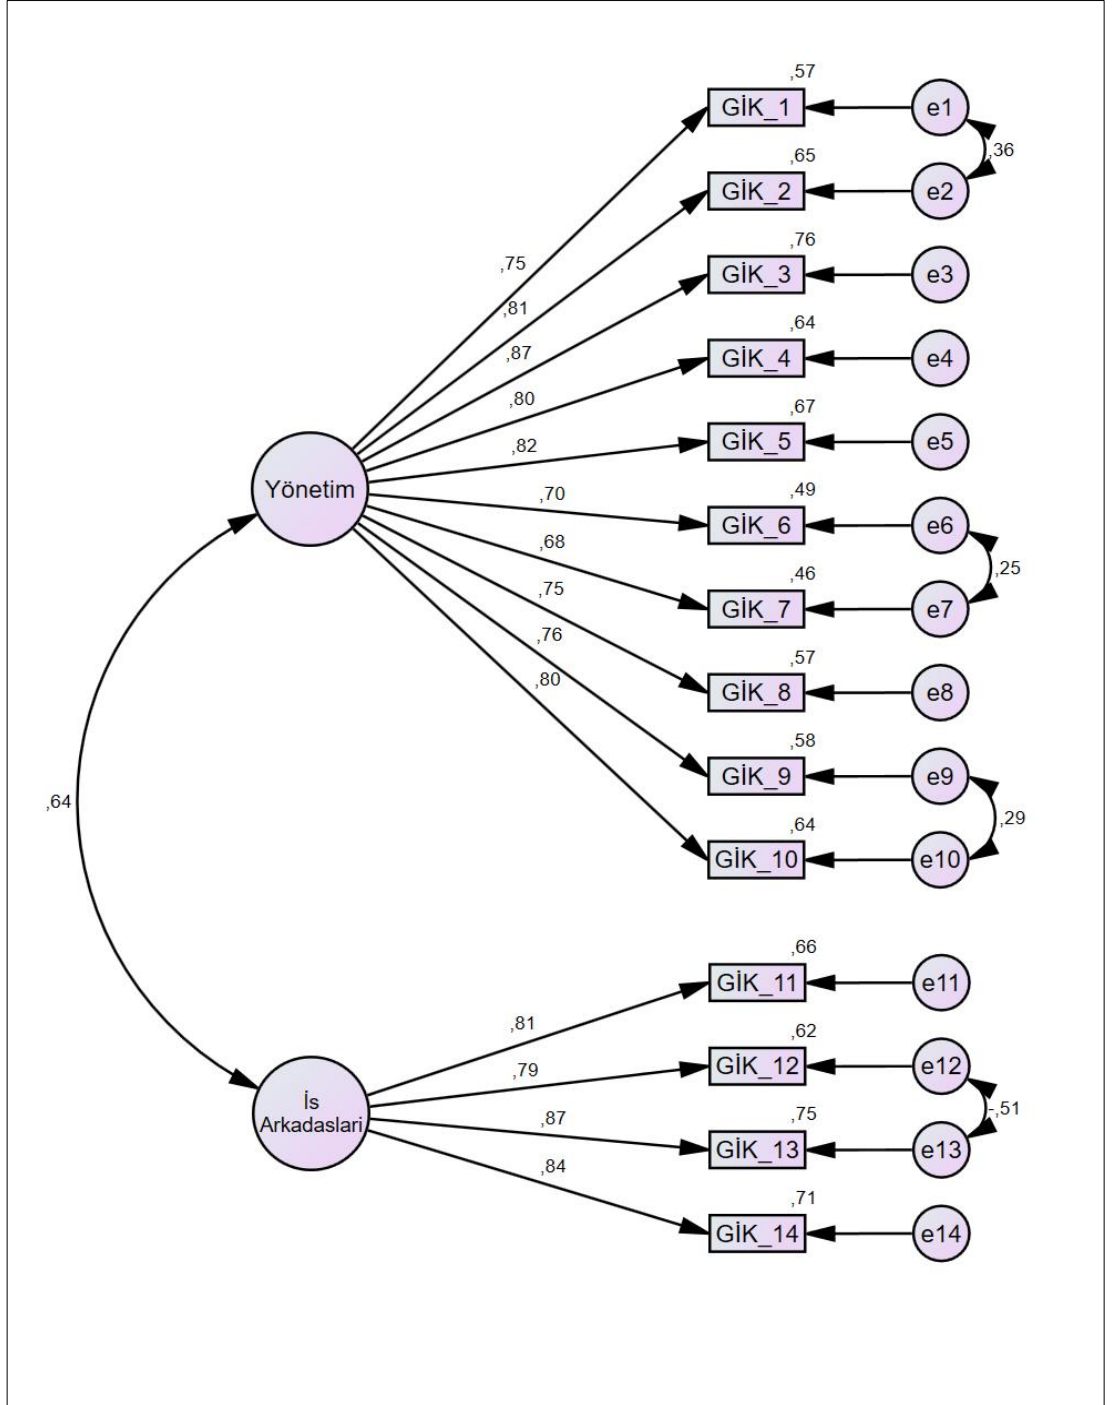 ,57
GİK_1
e1
,36
,65
GİK_2
e2
,76
GİK_3
e3
,75
,81
,64
GİK_4
e4
,87
,80
,67
GİK_5
e5
,82
Yönetim
,70
,49
GİK_6
e6
,25
,68
,46
GİK_7
e7
,75
,76
,57
GİK_8
e8
,80
,58
GİK_9
e9
,29
,64
,64
GİK_10
e10
,66
GİK_11
e11
,81
,62
GİK_12
e12
,79
-,51
İs
Arkadaslari
,87
,75
GİK_13
e13
,84
,71
GİK_14
e14